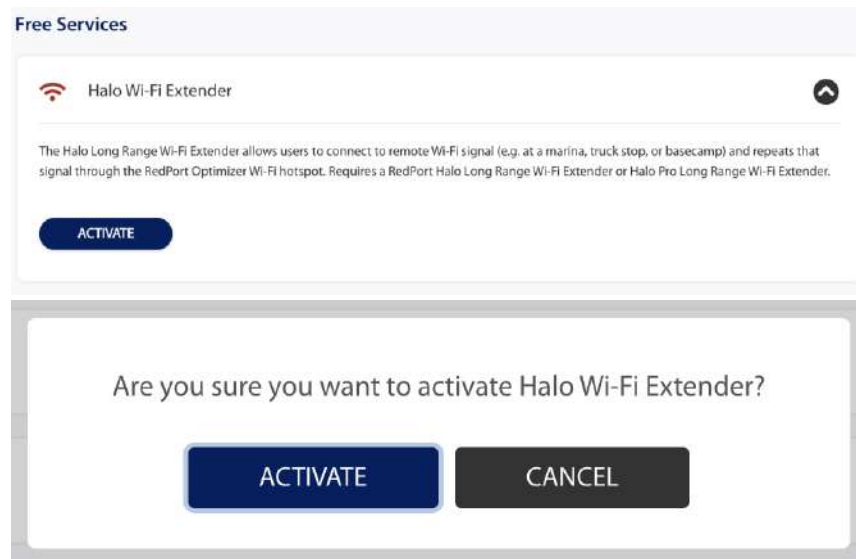 Free Services
Halo Wi-Fi Extender
The Halo Long Range Wi-Fi Extender allows users to connect to remote Wi-Fi signal (e.g. at a marina, truck stop, or basecamp) and repeats that
signal through the RedPort Optimizer Wi-Fi hotspot. Requires a RedPort Halo Long Range Wi-Fi Extender or Halo Pro Long Range Wi-Fi Extender.
ACTIVATE
Are you sure you want to activate Halo Wi-Fi Extender?
ACTIVATE CANCEL